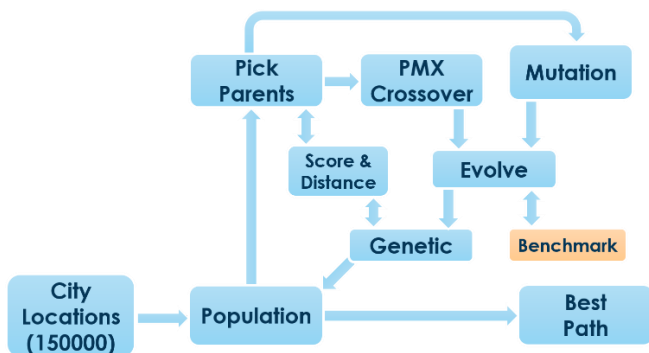 Pick
Parents
PMX
Crossover
Mutation
Score &
Distance
Evolve
Genetic
Benchmark
City
Locations
(150000)
Population
Best
Path